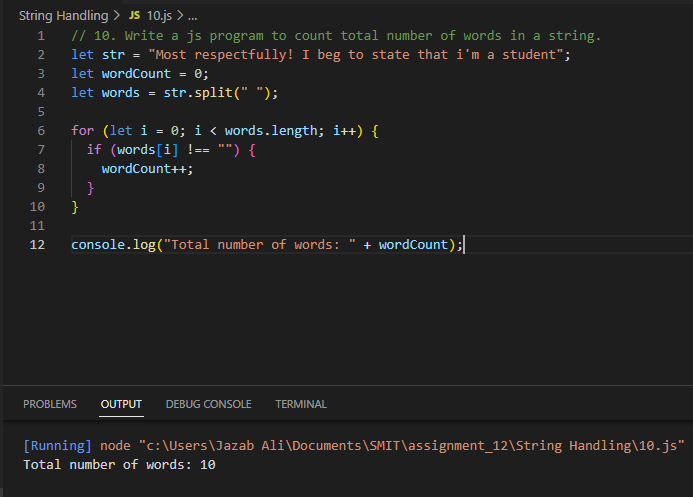 String Handling > JS 10.js > ...
1 // 10. Write a js program to count total number of words in a string.
2 let str = "Most respectfully! I beg to state that i'm a student";
3 let wordCount = 0;
4 let words = str.split(" ");
5
6 for (let i = 0; i < words.length; i++) {
7   if (words[i] !== "") {
8     wordCount++;
9   }
10 }
11
12 console.log("Total number of words: " + wordCount);
PROBLEMS OUTPUT DEBUG CONSOLE TERMINAL
[Running] node "c:\Users\Jazab Ali\Documents\SMIT\assignment_12\String Handling\10.js"
Total number of words: 10